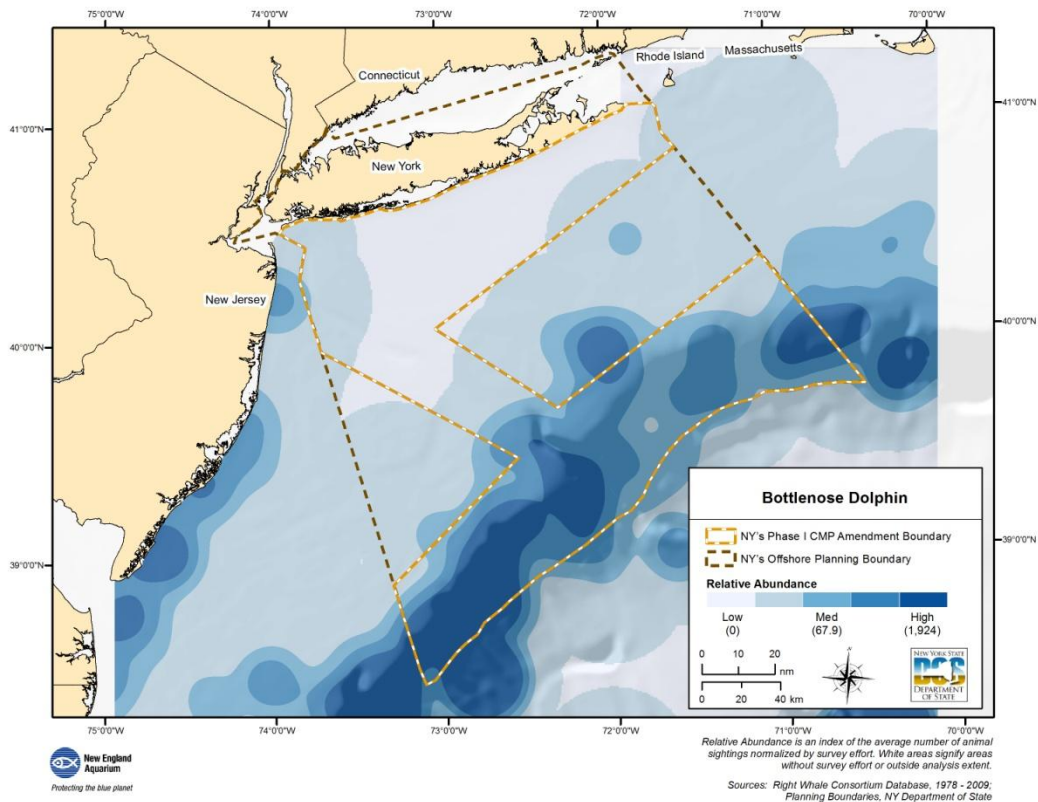 75°0'0"W 74°0'0"W 73°0'0"W 72°0'0"W 71°0'0"W 70°0'0"W
Rhode Island
Massachusetts
Connecticut
41°0'0"N
41°0'0"N
New York
New Jersey
40°0'0"N
40°0'0"N
39°0'0"N
39°0'0"N
Bottlenose Dolphin
NY's Phase I CMP Amendment Boundary
NY's Offshore Planning Boundary
Relative Abundance
Low Med High
(0) (67.9) (1,924)
0 10 20
nm
km
0 20 40
N
NEW YORK STATE
DOS
DEPARTMENT
OF STATE
75°0'0"W 74°0'0"W 73°0'0"W 72°0'0"W 71°0'0"W 70°0'0"W
New England
Aquarium
Protecting the blue planet
Relative Abundance is an index of the average number of animal
sightings normalized by survey effort. White areas signify areas
without survey effort or outside analysis extent.
Sources: Right Whale Consortium Database, 1978 - 2009;
Planning Boundaries, NY Department of State